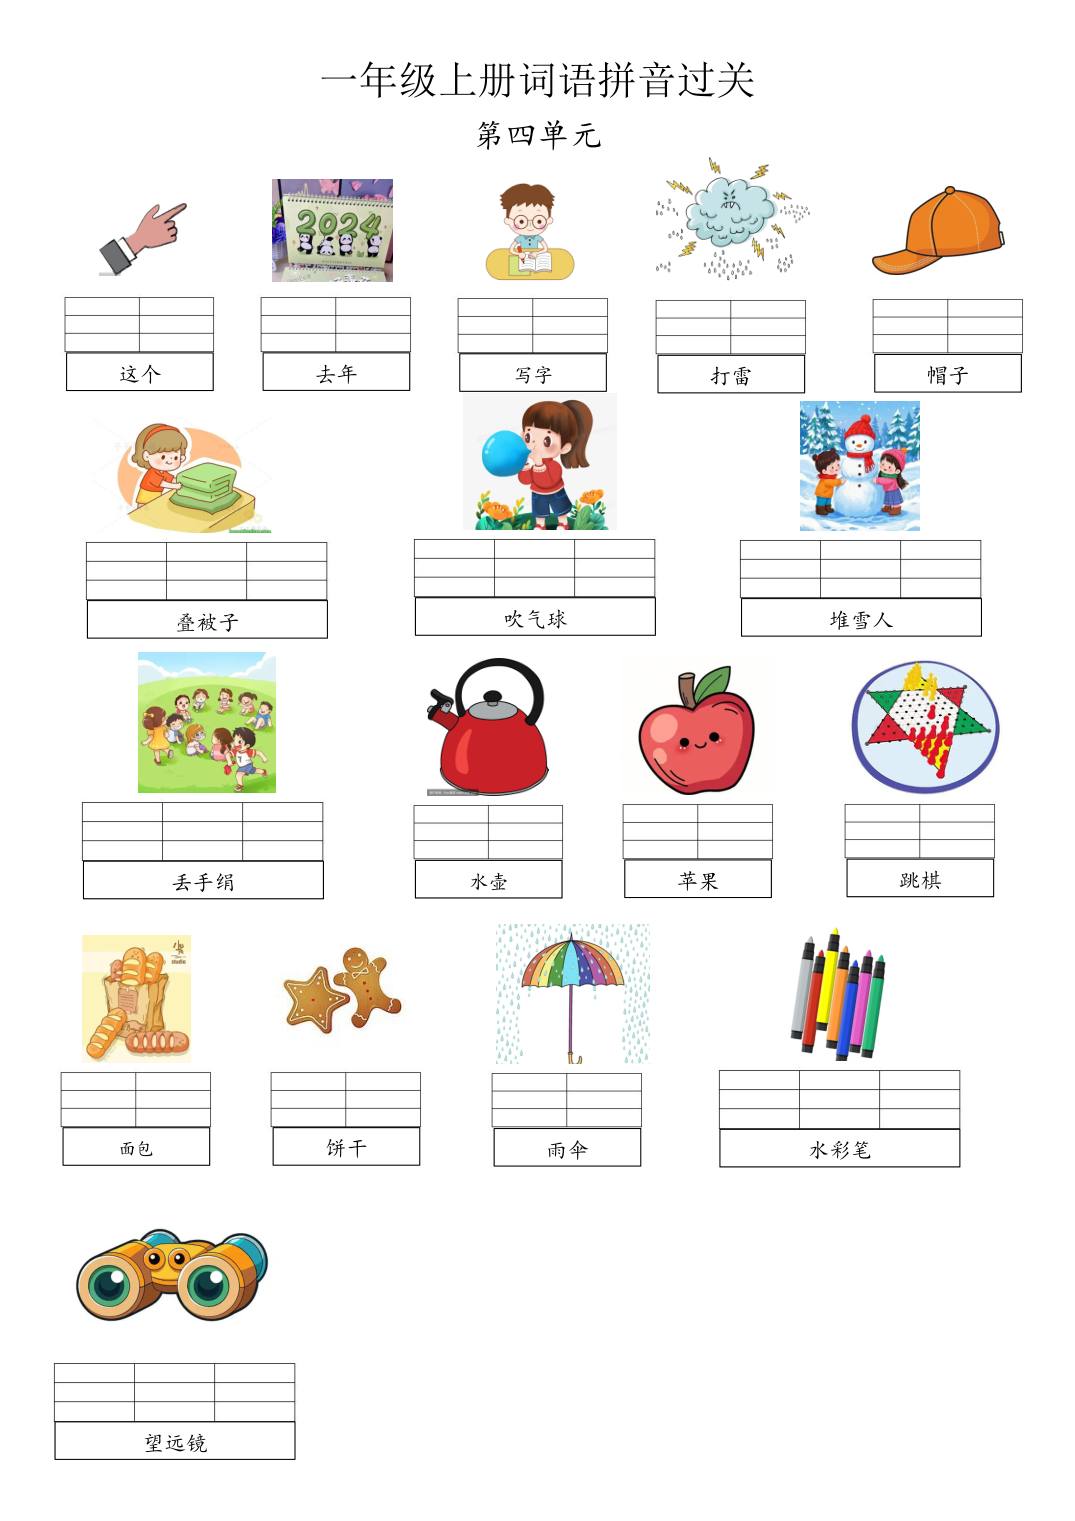 一年级上册词语拼音过关
第四单元
2024
这个 去年 写字 打雷 帽子
叠被子 吹气球 堆雪人
丢手绢 水壶 苹果 跳棋
studio
面包 饼干 雨伞 水彩笔
望远镜